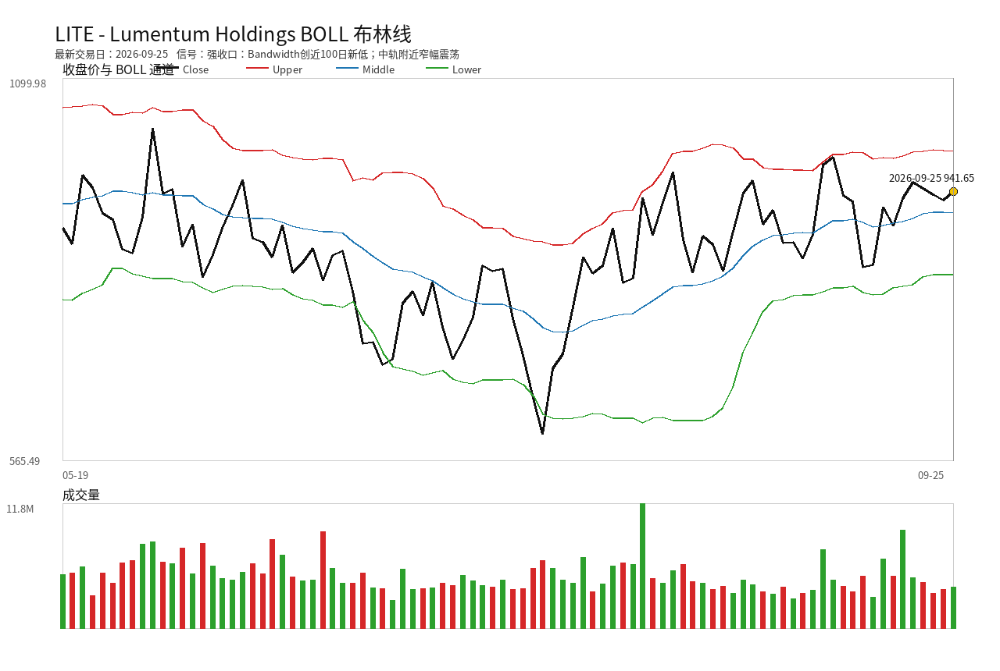 LITE - Lumentum Holdings BOLL 布林线
最新交易日：2026-09-25 信号：强收口：Bandwidth创近100日新低；中轨附近窄幅震荡
收盘价与 BOLL 通道 Close Upper Middle Lower
1099.98
2026-09-25 941.65
565.49
05-19 09-25
成交量
11.8M